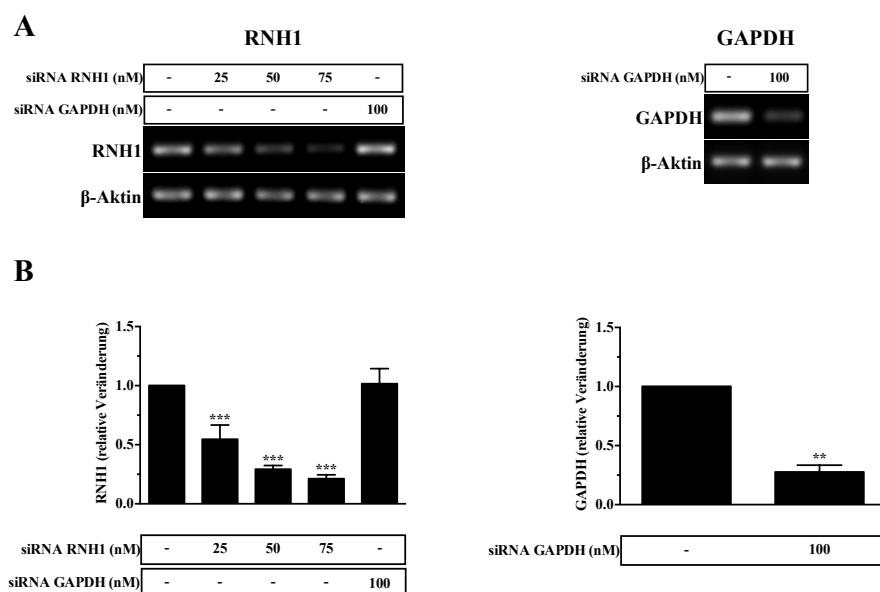 A
RNH1
siRNA RNH1 (nM) - 25 50 75 -
siRNA GAPDH (nM) - - - - 100
RNH1
β-Aktin
GAPDH
siRNA GAPDH (nM) - 100
GAPDH
β-Aktin
B
RNH1 (relative Veränderung)
1.5
1.0
0.5
0.0
*** *** ***
siRNA RNH1 (nM) - 25 50 75 -
siRNA GAPDH (nM) - - - - 100
GAPDH (relative Veränderung)
1.5
1.0
0.5
0.0
**
siRNA GAPDH (nM) - 100